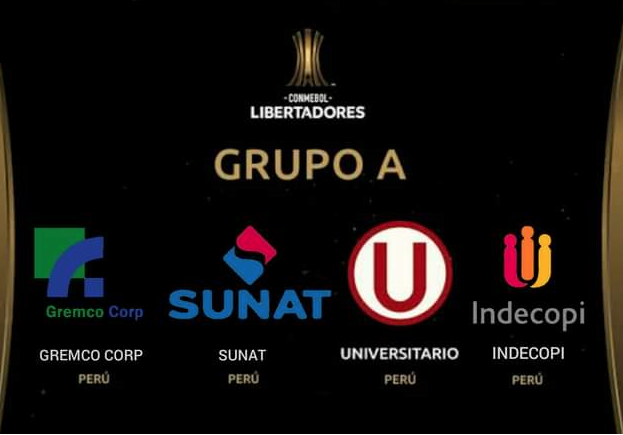 -CONMEBOL-
LIBERTADORES
GRUPO A
Gremco Corp
SUNAT
U
Indecopi
GREMCO CORP
SUNAT
UNIVERSITARIO
INDECOPI
PERÚ
PERÚ
PERÚ
PERÚ